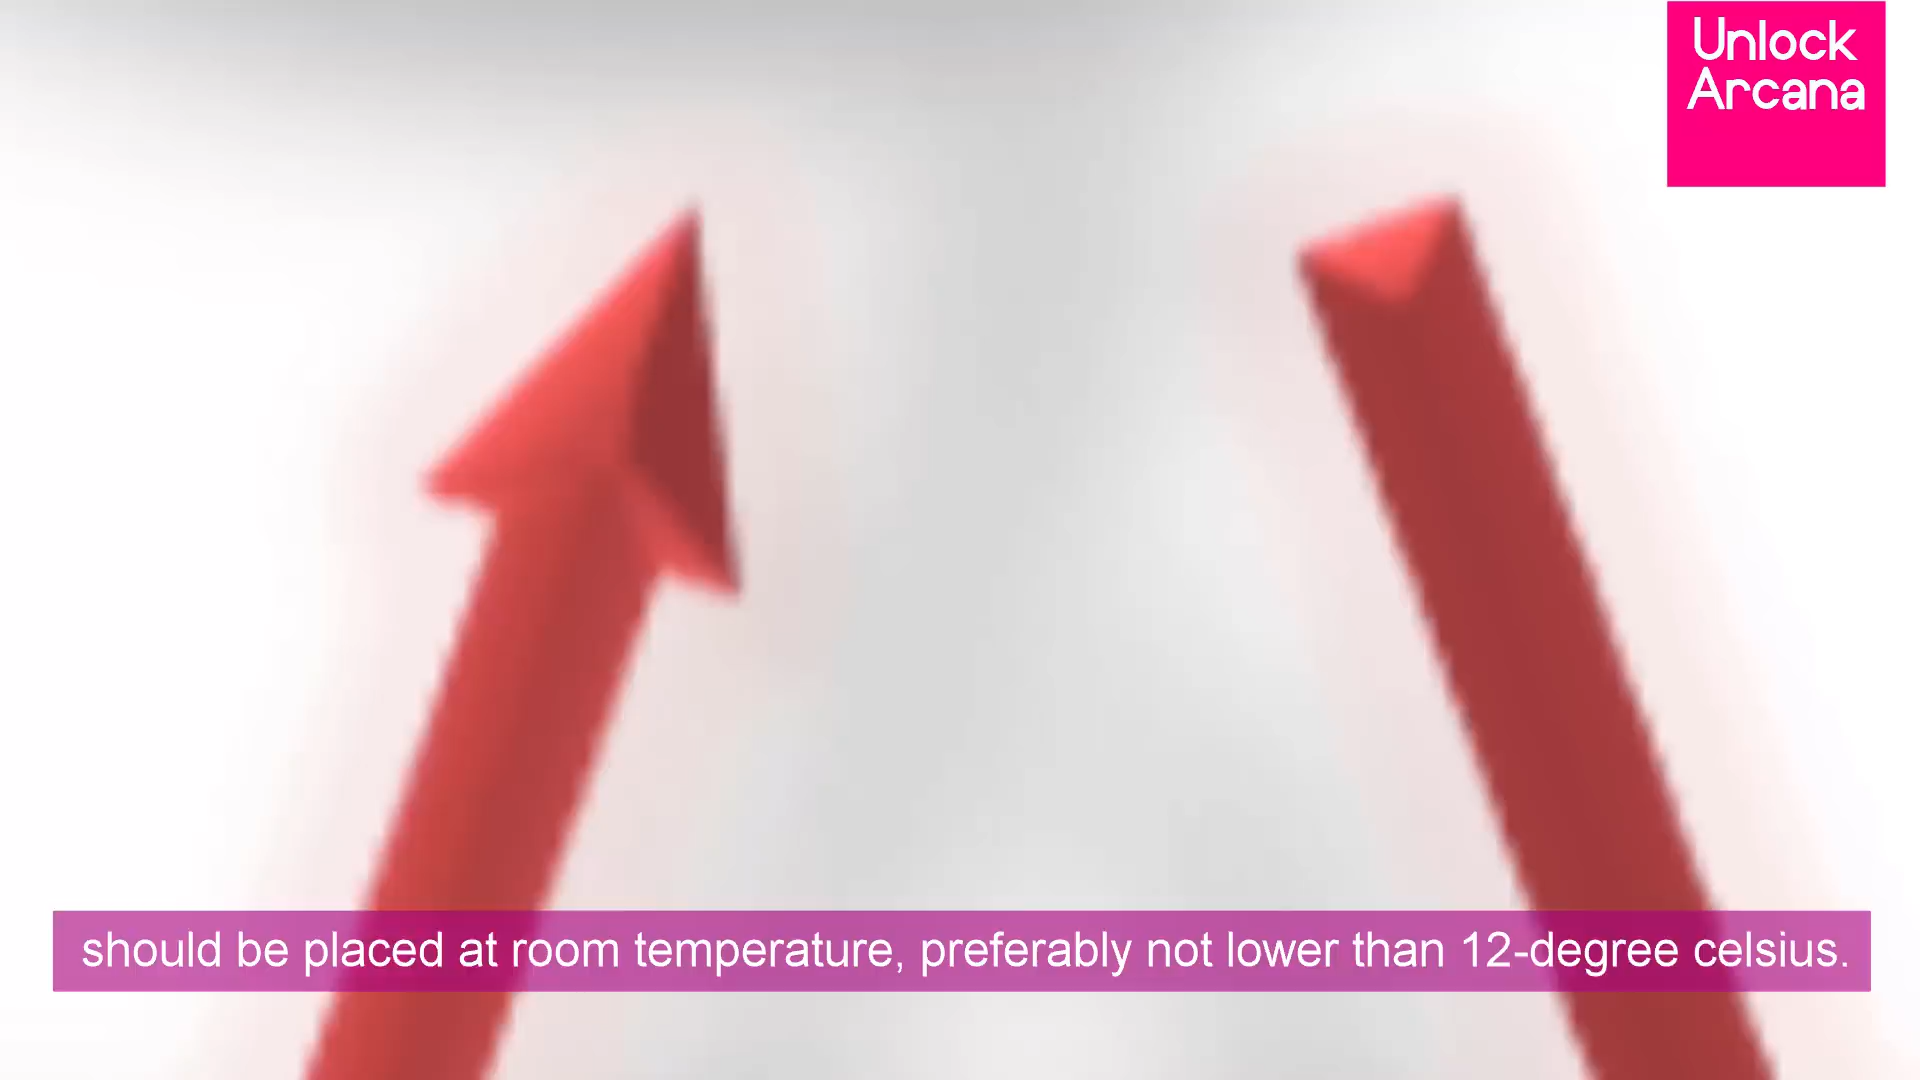 Unlock
Arcana
should be placed at room temperature, preferably not lower than 12-degree celsius.